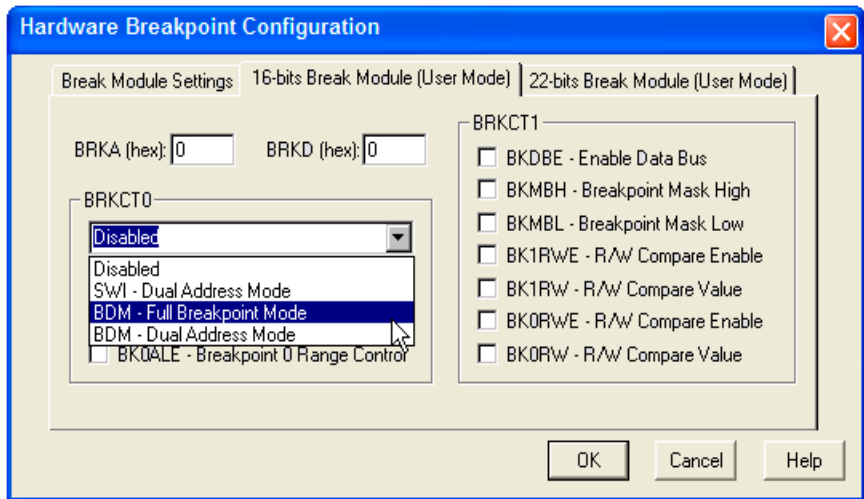 Hardware Breakpoint Configuration
Break Module Settings
16-bits Break Module (User Mode)
22-bits Break Module (User Mode)
BRKA (hex): 0
BRKD (hex): 0
BRKCT0
Disabled
Disabled
SWI - Dual Address Mode
BDM - Full Breakpoint Mode
BDM - Dual Address Mode
BK0ALE - Breakpoint 0 Range Control
BRKCT1
BKDBE - Enable Data Bus
BKMBH - Breakpoint Mask High
BKMBL - Breakpoint Mask Low
BK1RWE - R/W Compare Enable
BK1RW - R/W Compare Value
BK0RWE - R/W Compare Enable
BK0RW - R/W Compare Value
OK
Cancel
Help